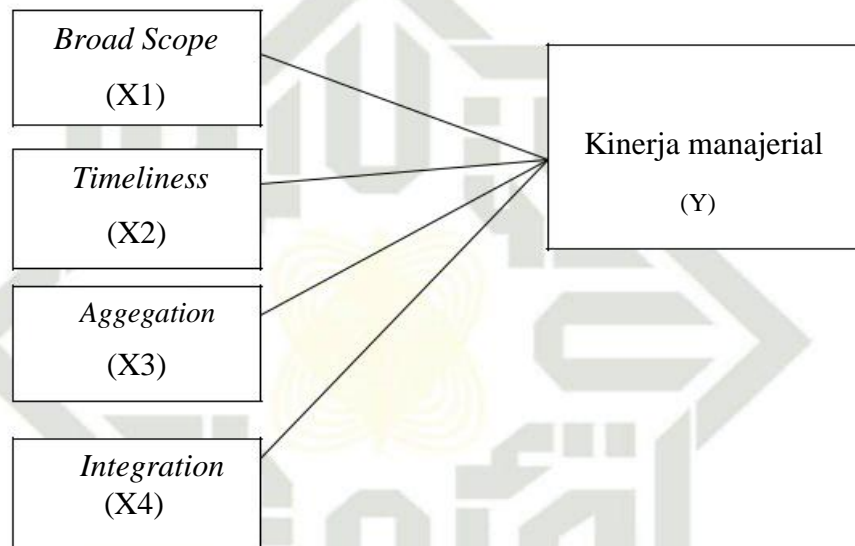 Broad Scope
(X1)
Timeliness
(X2)
Aggegation
(X3)
Integration
(X4)
Kinerja manajerial
(Y)